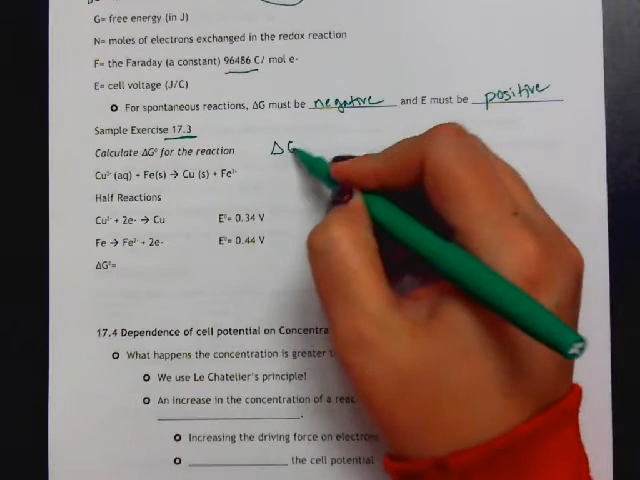 G= free energy (in J)
N= moles of electrons exchanged in the redox reaction
F= the Faraday (a constant) 96486 C/ mol e-
E= cell voltage (J/C)
For spontaneous reactions, ΔG must be negative and E must be positive
Sample Exercise 17.3
Calculate ΔG° for the reaction ΔG
Cu²⁺ (aq) + Fe(s) → Cu (s) + Fe²⁺
Half Reactions
Cu²⁺ + 2e- → Cu E°= 0.34 V
Fe → Fe²⁺ + 2e- E°= 0.44 V
ΔG°=
17.4 Dependence of cell potential on Concentra
What happens the concentration is greater t
We use Le Chatelier's principle!
An increase in the concentration of a reac
____________________.
Increasing the driving force on electrons
______________ the cell potential